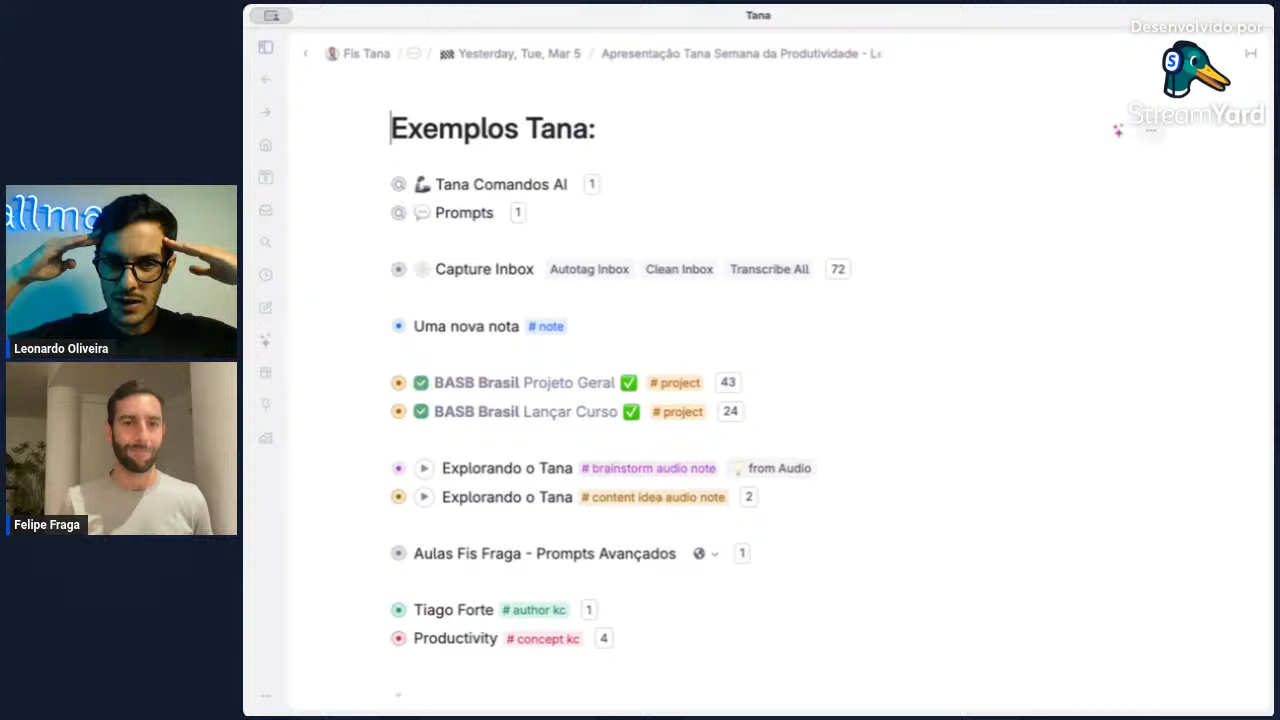 Tana
Desenvolvido por
S
StreamYard
Fis Tana / / Yesterday, Tue, Mar 5 / Apresentação Tana Semana da Produtividade - Le
Exemplos Tana:
Tana Comandos AI 1
Prompts 1
Capture Inbox Autotag Inbox Clean Inbox Transcribe All 72
Uma nova nota # note
BASB Brasil Projeto Geral # project 43
BASB Brasil Lançar Curso # project 24
Explorando o Tana # brainstorm audio note from Audio
Explorando o Tana # content idea audio note 2
Aulas Fis Fraga - Prompts Avançados 1
Tiago Forte # author kc 1
Productivity # concept kc 4
Leonardo Oliveira
Felipe Fraga